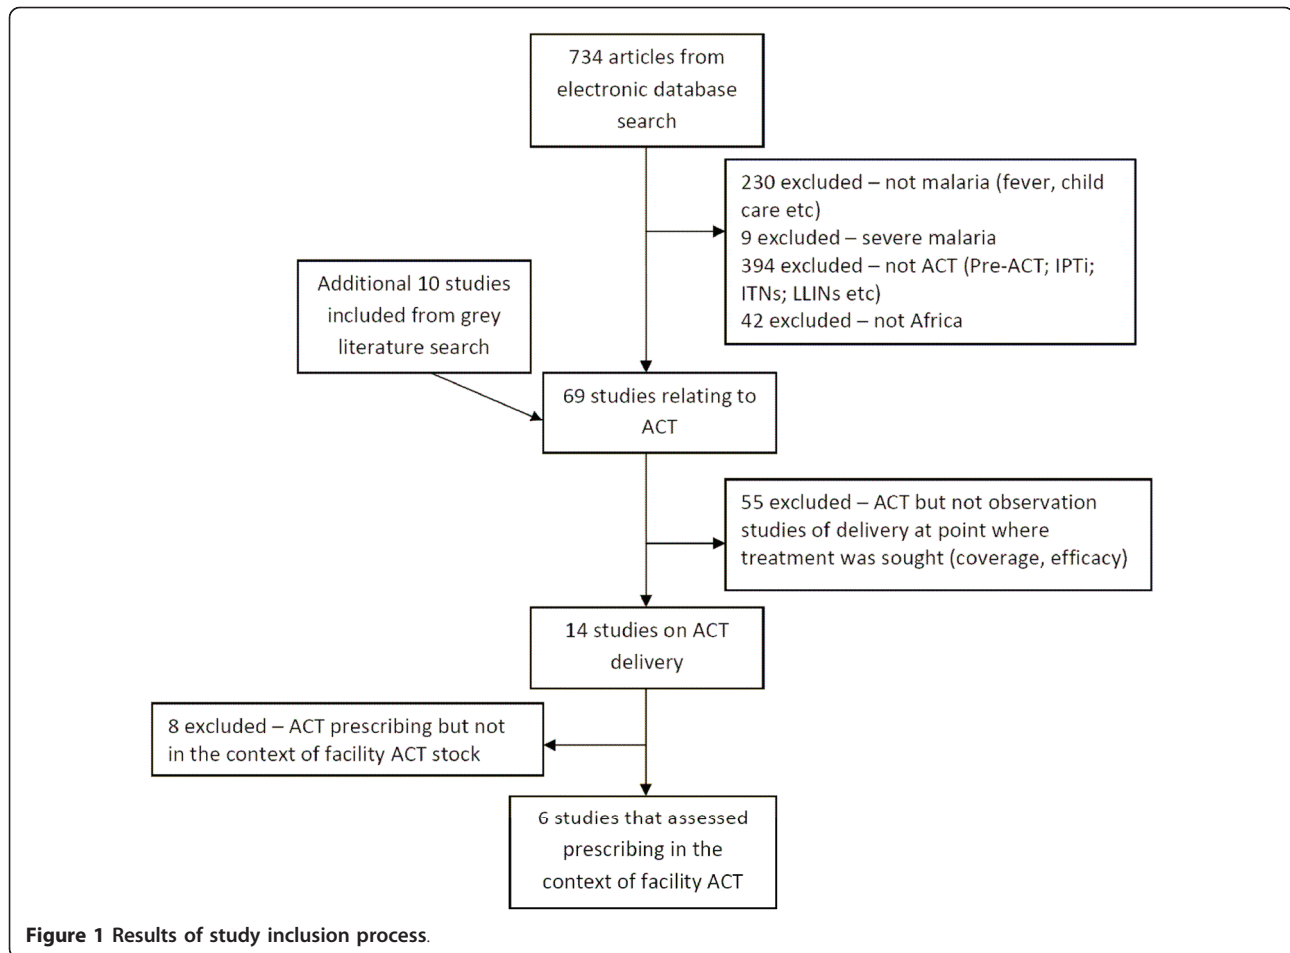 734 articles from
electronic database
search
230 excluded – not malaria (fever, child
care etc)
9 excluded – severe malaria
394 excluded – not ACT (Pre-ACT; IPTi;
ITNs; LLINs etc)
42 excluded – not Africa
Additional 10 studies
included from grey
literature search
69 studies relating to
ACT
55 excluded – ACT but not observation
studies of delivery at point where
treatment was sought (coverage, efficacy)
14 studies on ACT
delivery
8 excluded – ACT prescribing but not
in the context of facility ACT stock
6 studies that assessed
prescribing in the
context of facility ACT
Figure 1 Results of study inclusion process.